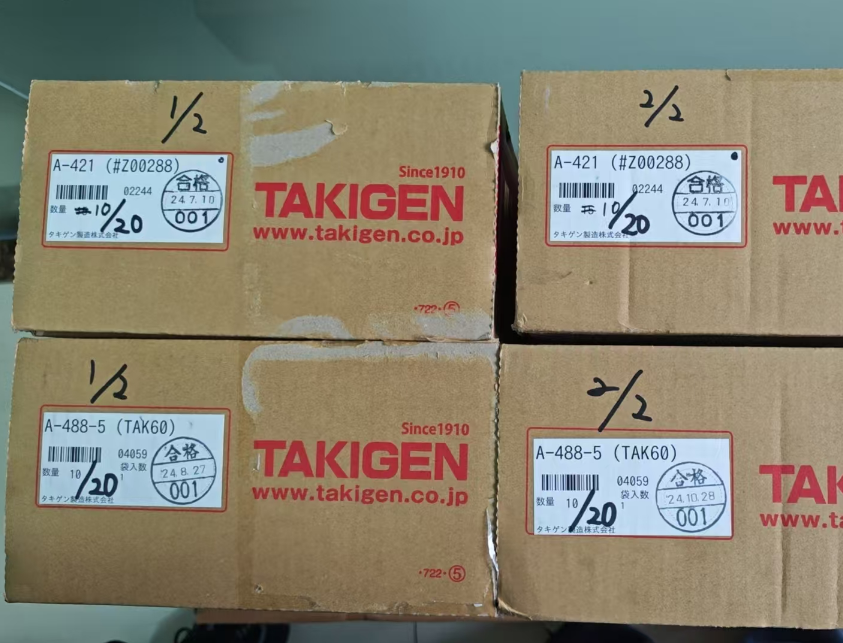 1/2
A-421 (#Z00288)
02244
数量 10/20
タキゲン製造株式会社
合格
24.7.10
001
Since1910
TAKIGEN
www.takigen.co.jp
・722・⑤
2/2
A-421 (#Z00288)
02244
数量 10/20
タキゲン製造株式会社
合格
24.7.10
001
TAK
www.t
1/2
A-488-5 (TAK60)
04059
数量 10/20
袋入数
1
タキゲン製造株式会社
合格
'24.8.27
001
Since1910
TAKIGEN
www.takigen.co.jp
・722・⑤
2/2
A-488-5 (TAK60)
04059
数量 10/20
袋入数
1
タキゲン製造株式会社
合格
'24.10.28
001
TAK
www.ta